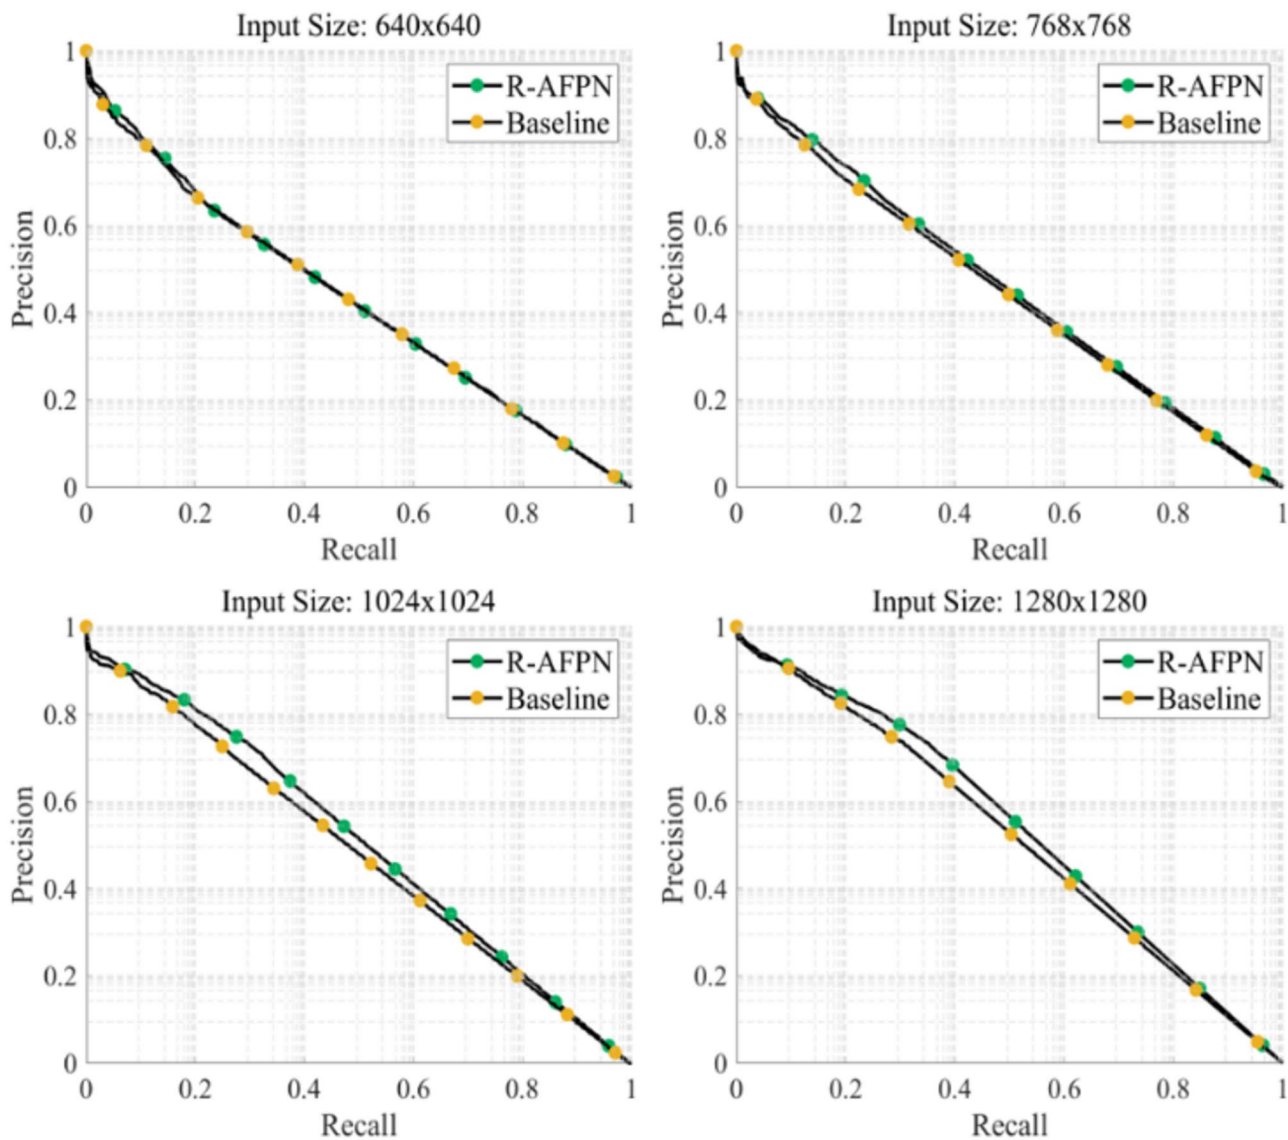 Input Size: 640x640
1
0.8
0.6
0.4
0.2
0
Precision
R-AFPN
Baseline
0 0.2 0.4 0.6 0.8 1
Recall
Input Size: 768x768
1
0.8
0.6
0.4
0.2
0
Precision
R-AFPN
Baseline
0 0.2 0.4 0.6 0.8 1
Recall
Input Size: 1024x1024
1
0.8
0.6
0.4
0.2
0
Precision
R-AFPN
Baseline
0 0.2 0.4 0.6 0.8 1
Recall
Input Size: 1280x1280
1
0.8
0.6
0.4
0.2
0
Precision
R-AFPN
Baseline
0 0.2 0.4 0.6 0.8 1
Recall